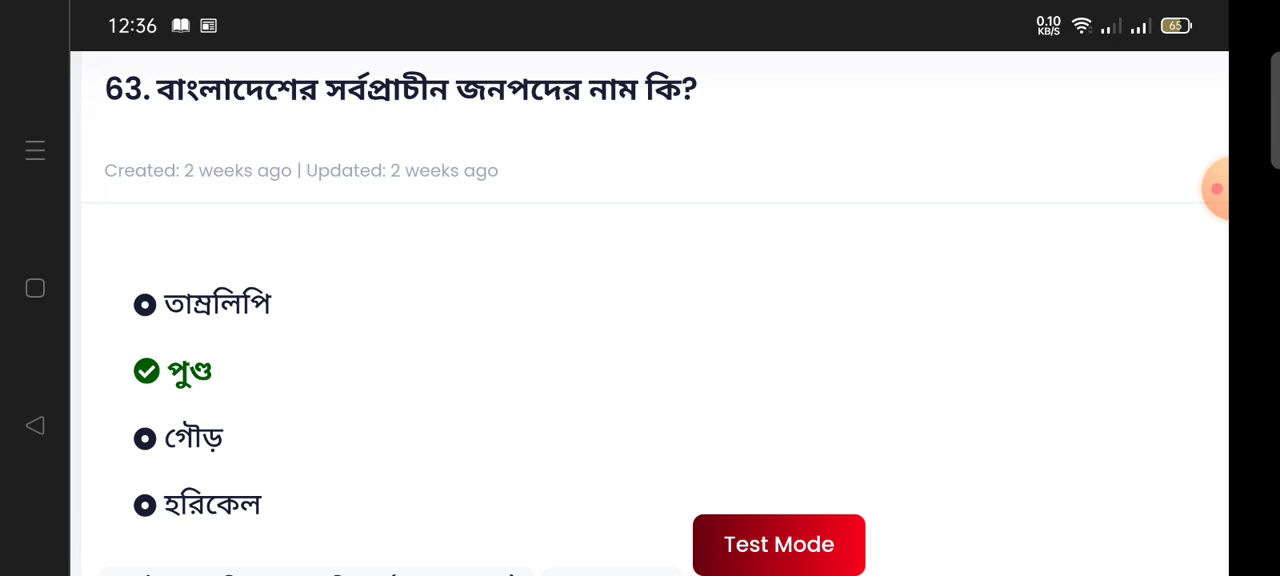 12:36
0.10
KB/S
65
63. বাংলাদেশের সর্বপ্রাচীন জনপদের নাম কি?
Created: 2 weeks ago | Updated: 2 weeks ago
তাম্রলিপি
পুণ্ড
গৌড়
হরিকেল
Test Mode